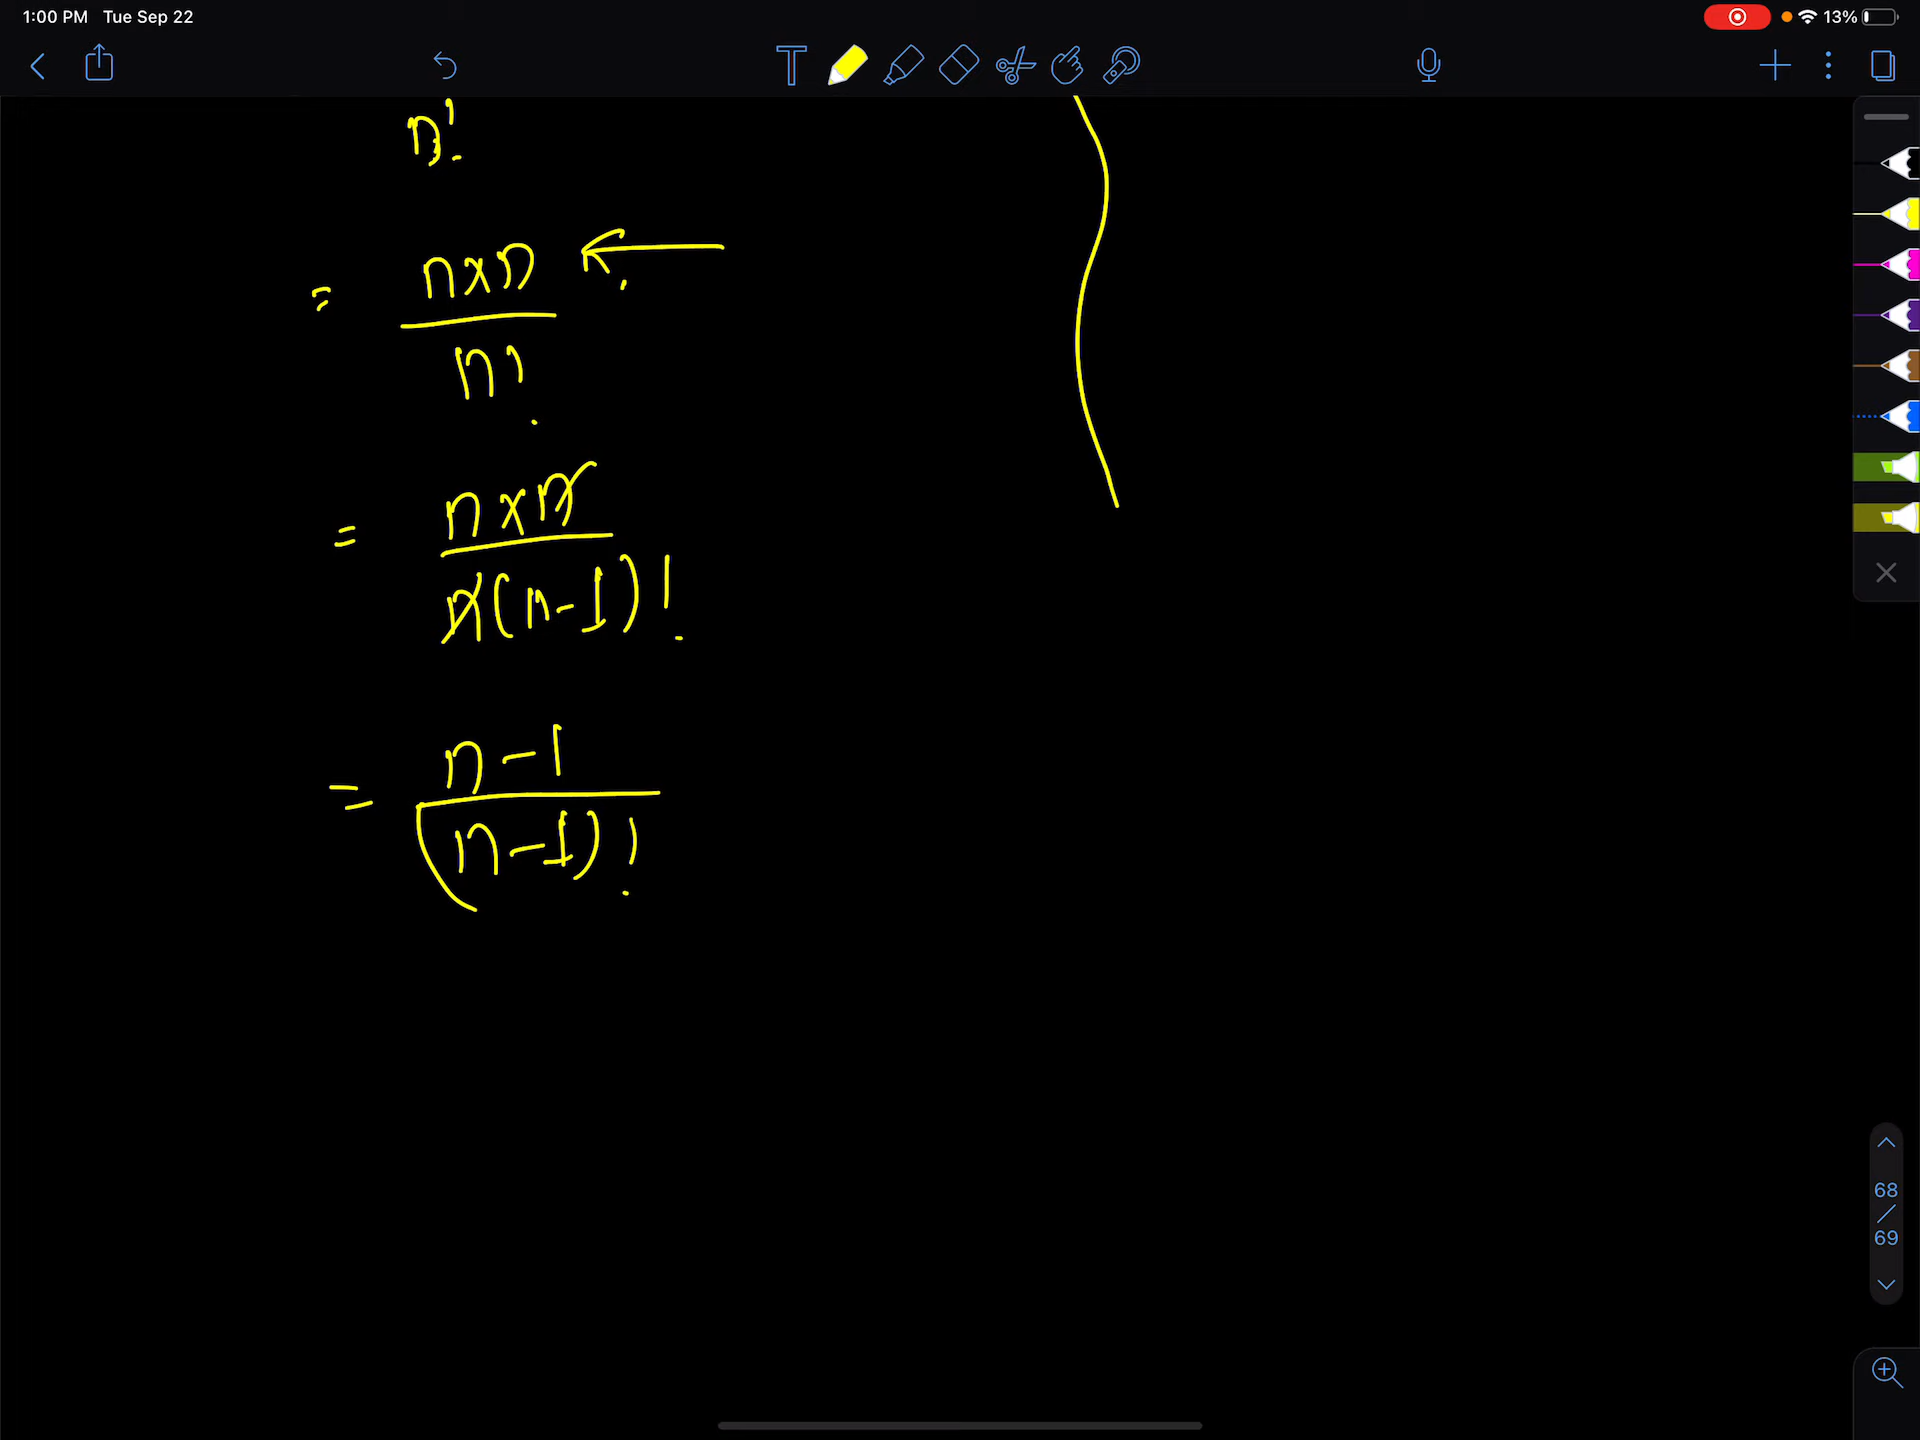 1:00 PM Tue Sep 22
13%
T
n!
= n×n
n!
= n×n
n(n-1)!
= n-1
(n-1)!
68
/
69